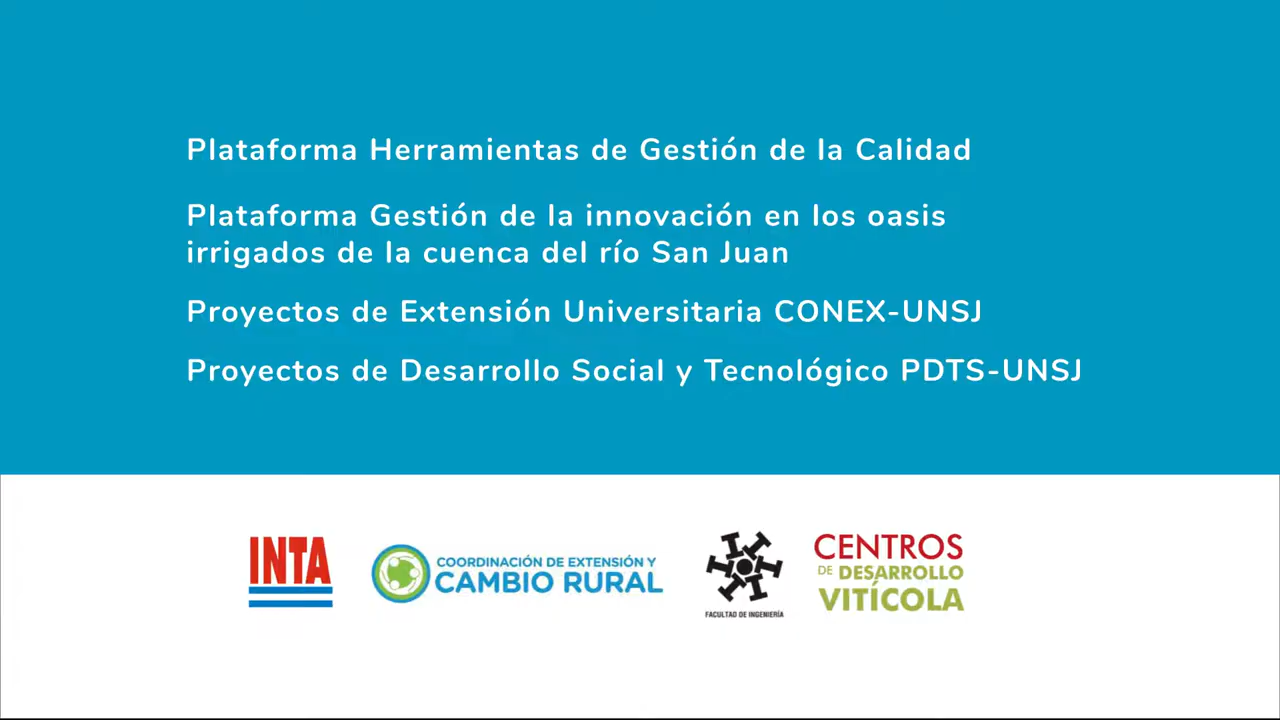 Plataforma Herramientas de Gestión de la Calidad
Plataforma Gestión de la innovación en los oasis
irrigados de la cuenca del río San Juan
Proyectos de Extensión Universitaria CONEX-UNSJ
Proyectos de Desarrollo Social y Tecnológico PDTS-UNSJ
INTA
COORDINACIÓN DE EXTENSIÓN Y
CAMBIO RURAL
FACULTAD DE INGENIERÍA
CENTROS
DE DESARROLLO
VITÍCOLA